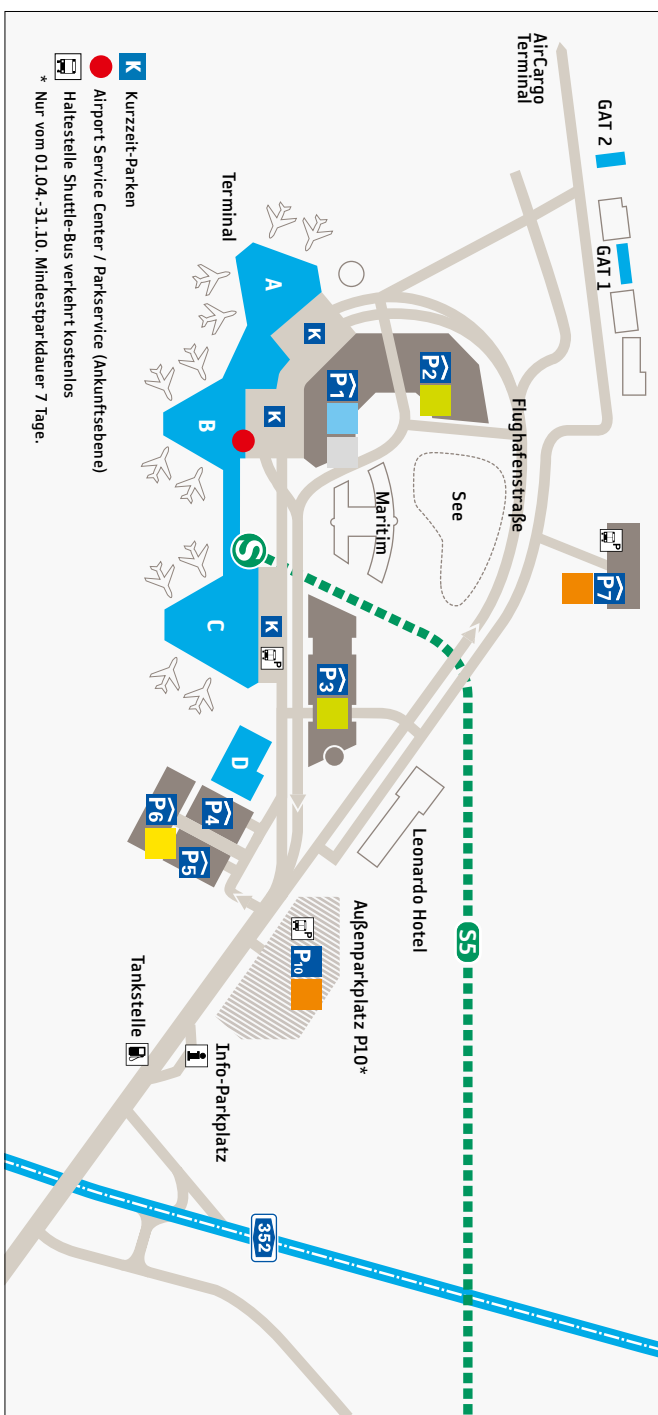 AirCargo
Terminal
GAT 2
GAT 1
Flughafenstraße
P7
P
P2
P1
K
K
A
B
C
D
Terminal
See
Maritim
S
K
P
P3
Leonardo Hotel
S5
P4
P5
P6
Außenparkplatz P10*
P
P10
Info-Parkplatz
i
Tankstelle
352
K Kurzzeit-Parken
Airport Service Center / Parkservice (Ankunftsebene)
Haltestelle Shuttle-Bus verkehrt kostenlos
* Nur vom 01.04.-31.10. Mindestparkdauer 7 Tage.